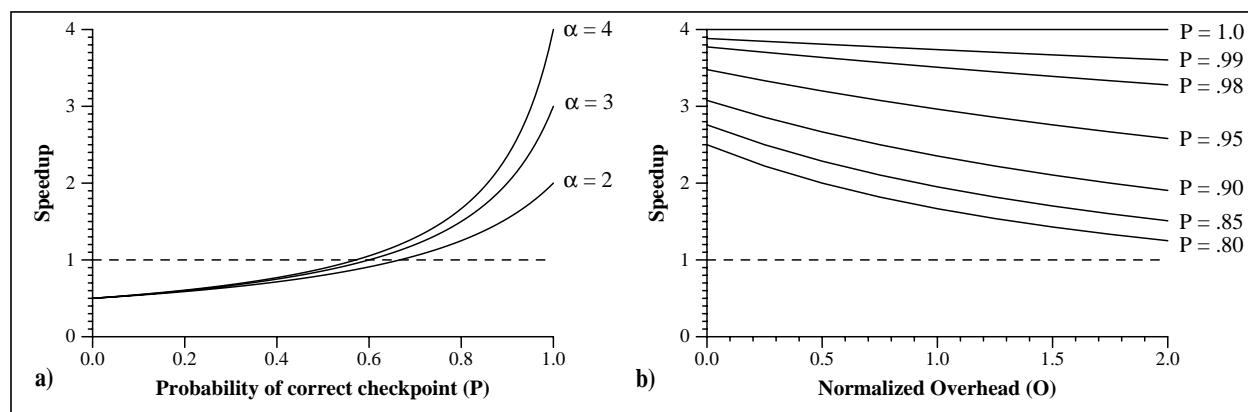 4
3
2
1
0
Speedup
α = 4
α = 3
α = 2
0.0 0.2 0.4 0.6 0.8 1.0
a)
Probability of correct checkpoint (P)
4
3
2
1
0
Speedup
P = 1.0
P = .99
P = .98
P = .95
P = .90
P = .85
P = .80
0.0 0.5 1.0 1.5 2.0
b)
Normalized Overhead (O)